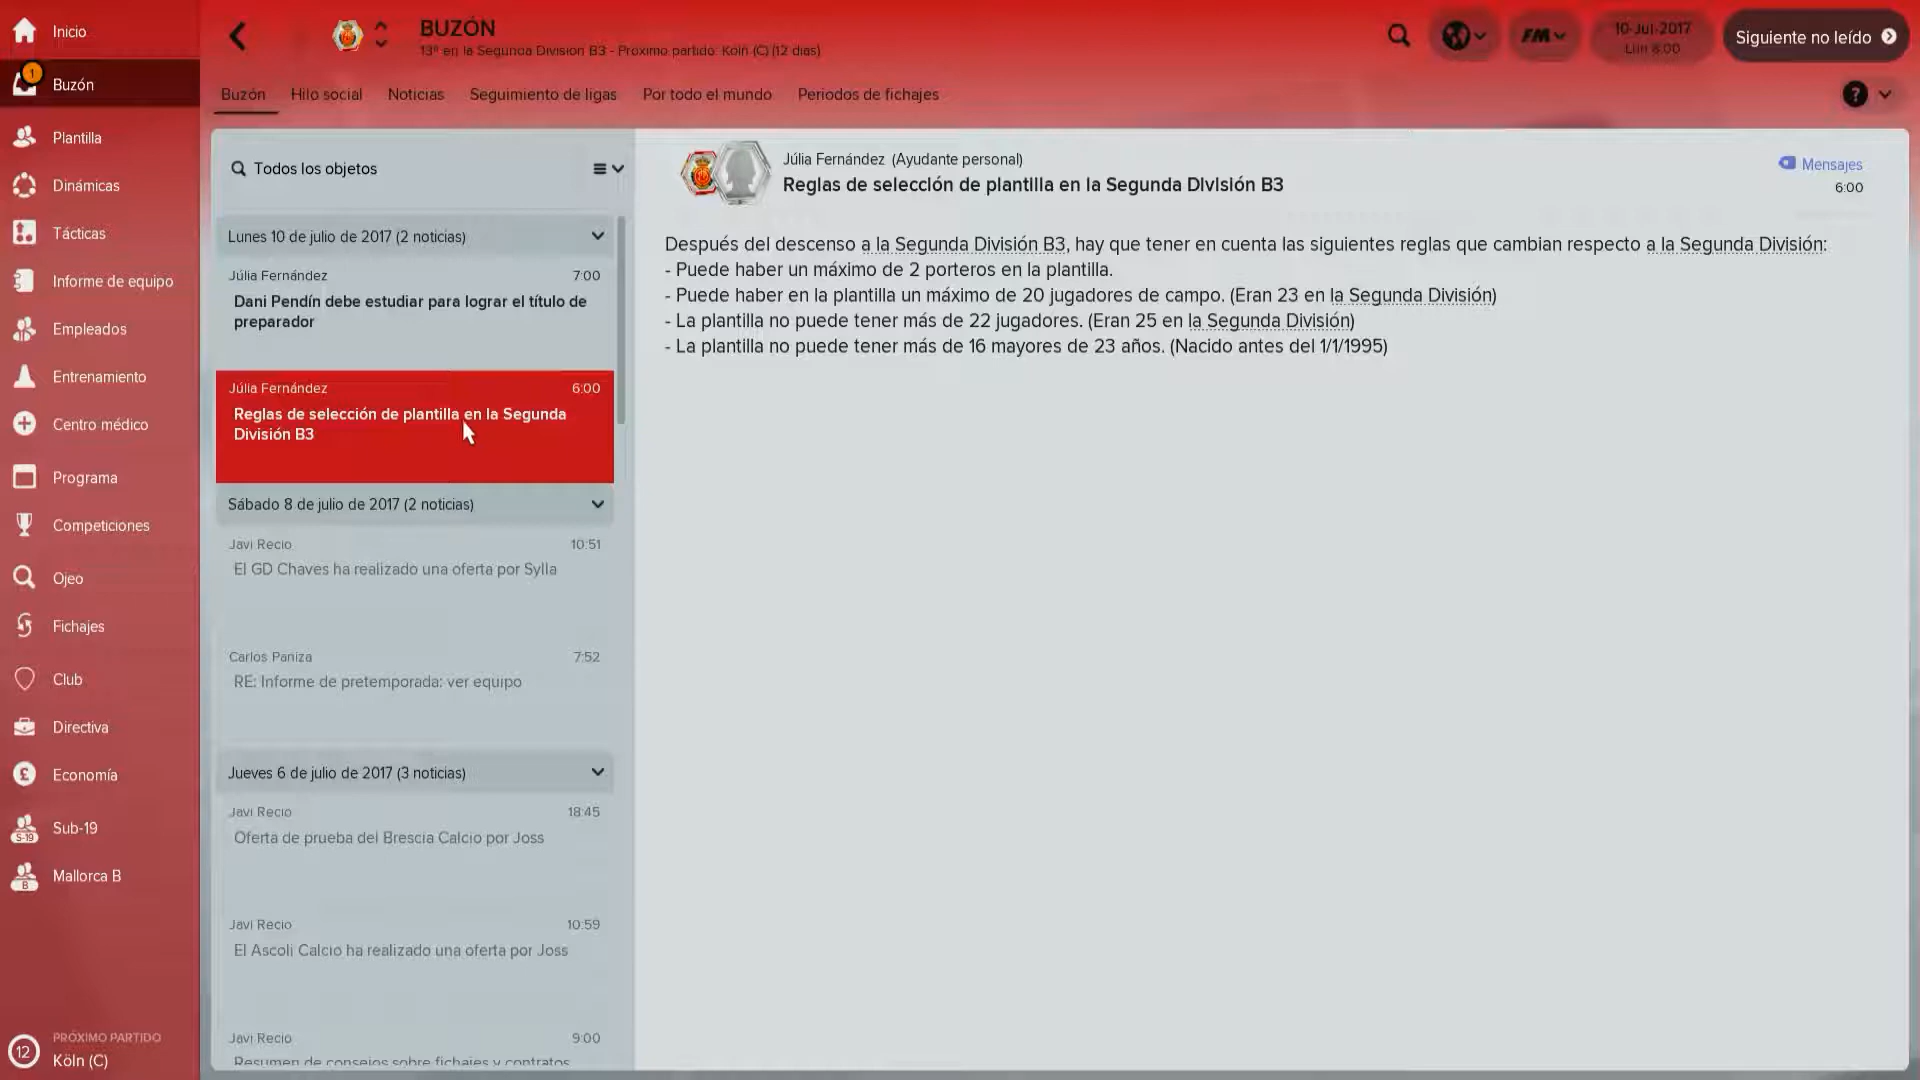 Inicio
1
Buzón
Plantilla
Dinámicas
Tácticas
Informe de equipo
Empleados
Entrenamiento
Centro médico
Programa
Competiciones
Ojeo
Fichajes
Club
Directiva
Economía
S-19
Sub-19
B
Mallorca B
12
PRÓXIMO PARTIDO
Köln (C)
BUZÓN
13º en la Segunda División B3 - Próximo partido: Köln (C) (12 días)
FM
10-Jul-2017
Lun 8:00
Siguiente no leído
Buzón Hilo social Noticias Seguimiento de ligas Por todo el mundo Periodos de fichajes
?
Todos los objetos
Lunes 10 de julio de 2017 (2 noticias)
Júlia Fernández 7:00
Dani Pendín debe estudiar para lograr el título de
preparador
Júlia Fernández 6:00
Reglas de selección de plantilla en la Segunda
División B3
Sábado 8 de julio de 2017 (2 noticias)
Javi Recio 10:51
El GD Chaves ha realizado una oferta por Sylla
Carlos Paniza 7:52
RE: Informe de pretemporada: ver equipo
Jueves 6 de julio de 2017 (3 noticias)
Javi Recio 18:45
Oferta de prueba del Brescia Calcio por Joss
Javi Recio 10:59
El Ascoli Calcio ha realizado una oferta por Joss
Javi Recio 9:00
Resumen de consejos sobre fichajes y contratos
Júlia Fernández (Ayudante personal)
Reglas de selección de plantilla en la Segunda División B3
Mensajes
6:00
Después del descenso a la Segunda División B3, hay que tener en cuenta las siguientes reglas que cambian respecto a la Segunda División:
- Puede haber un máximo de 2 porteros en la plantilla.
- Puede haber en la plantilla un máximo de 20 jugadores de campo. (Eran 23 en la Segunda División)
- La plantilla no puede tener más de 22 jugadores. (Eran 25 en la Segunda División)
- La plantilla no puede tener más de 16 mayores de 23 años. (Nacido antes del 1/1/1995)